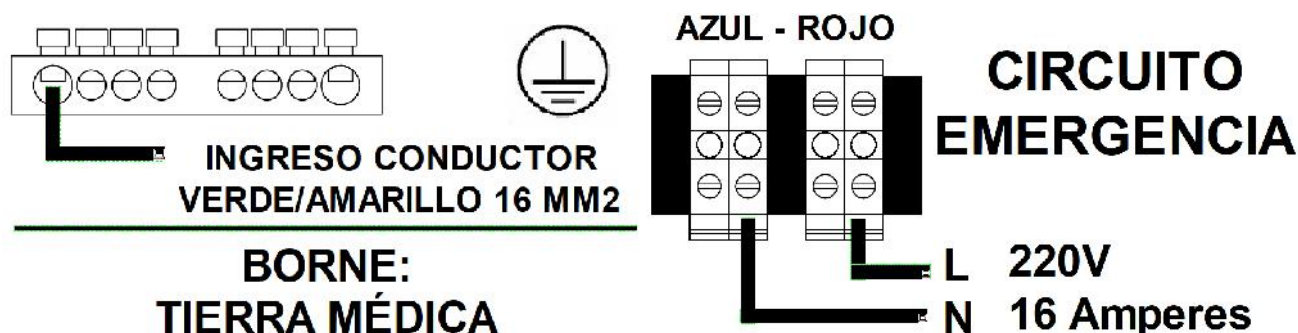 INGRESO CONDUCTOR
VERDE/AMARILLO 16 MM2
BORNE:
TIERRA MÉDICA
AZUL - ROJO
CIRCUITO
EMERGENCIA
L 220V
N 16 Amperes